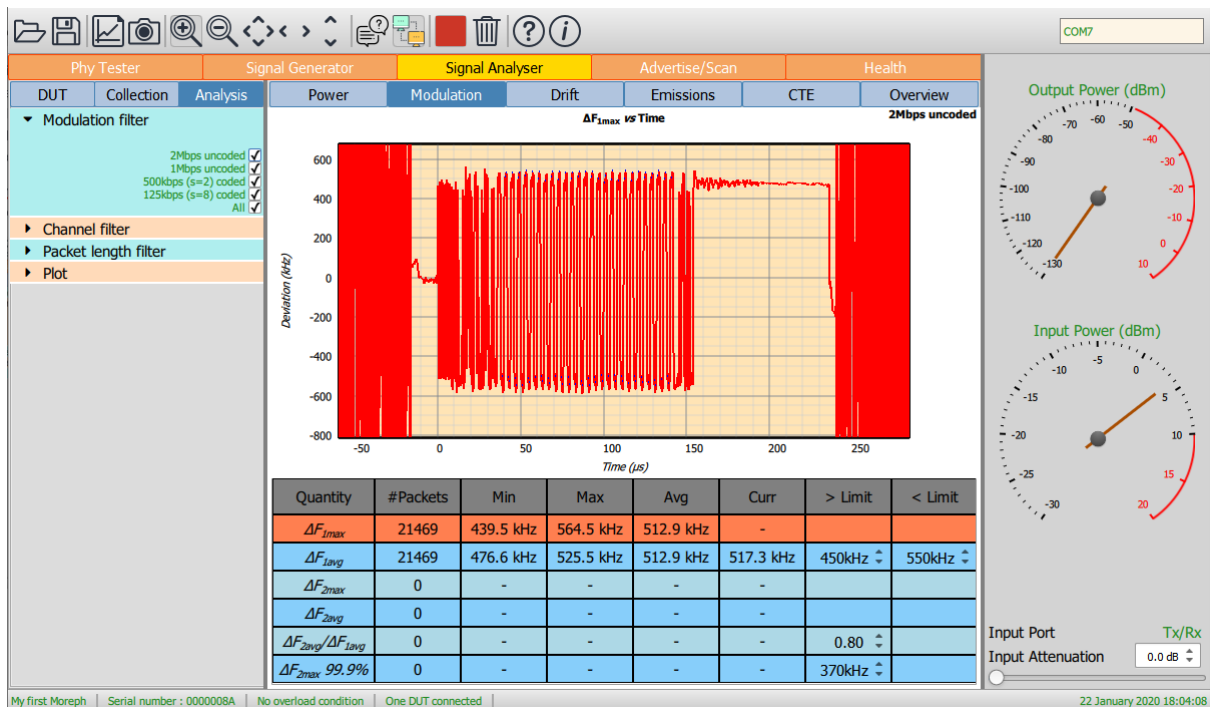 COM7
Phy Tester Signal Generator Signal Analyser Advertise/Scan Health
DUT Collection Analysis
Power Modulation Drift Emissions CTE Overview
Modulation filter
2Mbps uncoded
1Mbps uncoded
500kbps (s=2) coded
125kbps (s=8) coded
All
Channel filter
Packet length filter
Plot
ΔF1max vs Time
2Mbps uncoded
Deviation (kHz)
600
400
200
0
-200
-400
-600
-800
-50 0 50 100 150 200 250
Time (µs)
Quantity #Packets Min Max Avg Curr > Limit < Limit
ΔF1max 21469 439.5 kHz 564.5 kHz 512.9 kHz -
ΔF1avg 21469 476.6 kHz 525.5 kHz 512.9 kHz 517.3 kHz 450kHz 550kHz
ΔF2max 0 - - - -
ΔF2avg 0 - - - -
ΔF2avg/ΔF1avg 0 - - - - 0.80
ΔF2max 99.9% 0 - - - - 370kHz
Output Power (dBm)
-130 -120 -110 -100 -90 -80 -70 -60 -50 -40 -30 -20 -10 0 10
Input Power (dBm)
-30 -25 -20 -15 -10 -5 0 5 10 15 20
Input Port Tx/Rx
Input Attenuation 0.0 dB
My first Moreph Serial number : 0000008A No overload condition One DUT connected 22 January 2020 18:04:08